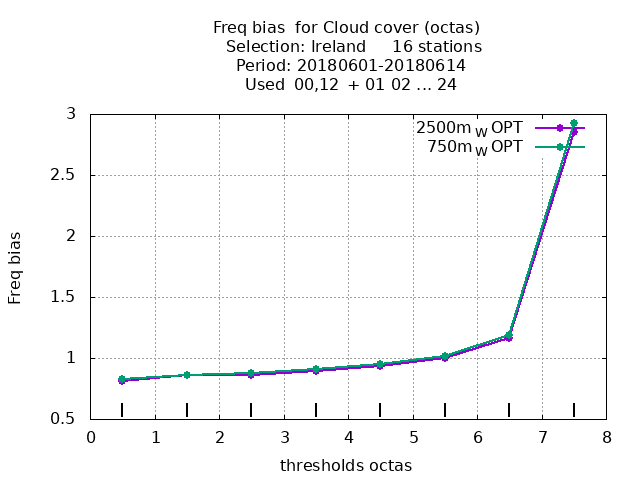 Freq bias  for Cloud cover (octas)
Selection: Ireland     16 stations
Period: 20180601-20180614
Used  00,12  + 01 02 ... 24
3
2500m W OPT
750m W OPT
2.5
2
Freq bias
1.5
1
0.5
0 1 2 3 4 5 6 7 8
thresholds octas